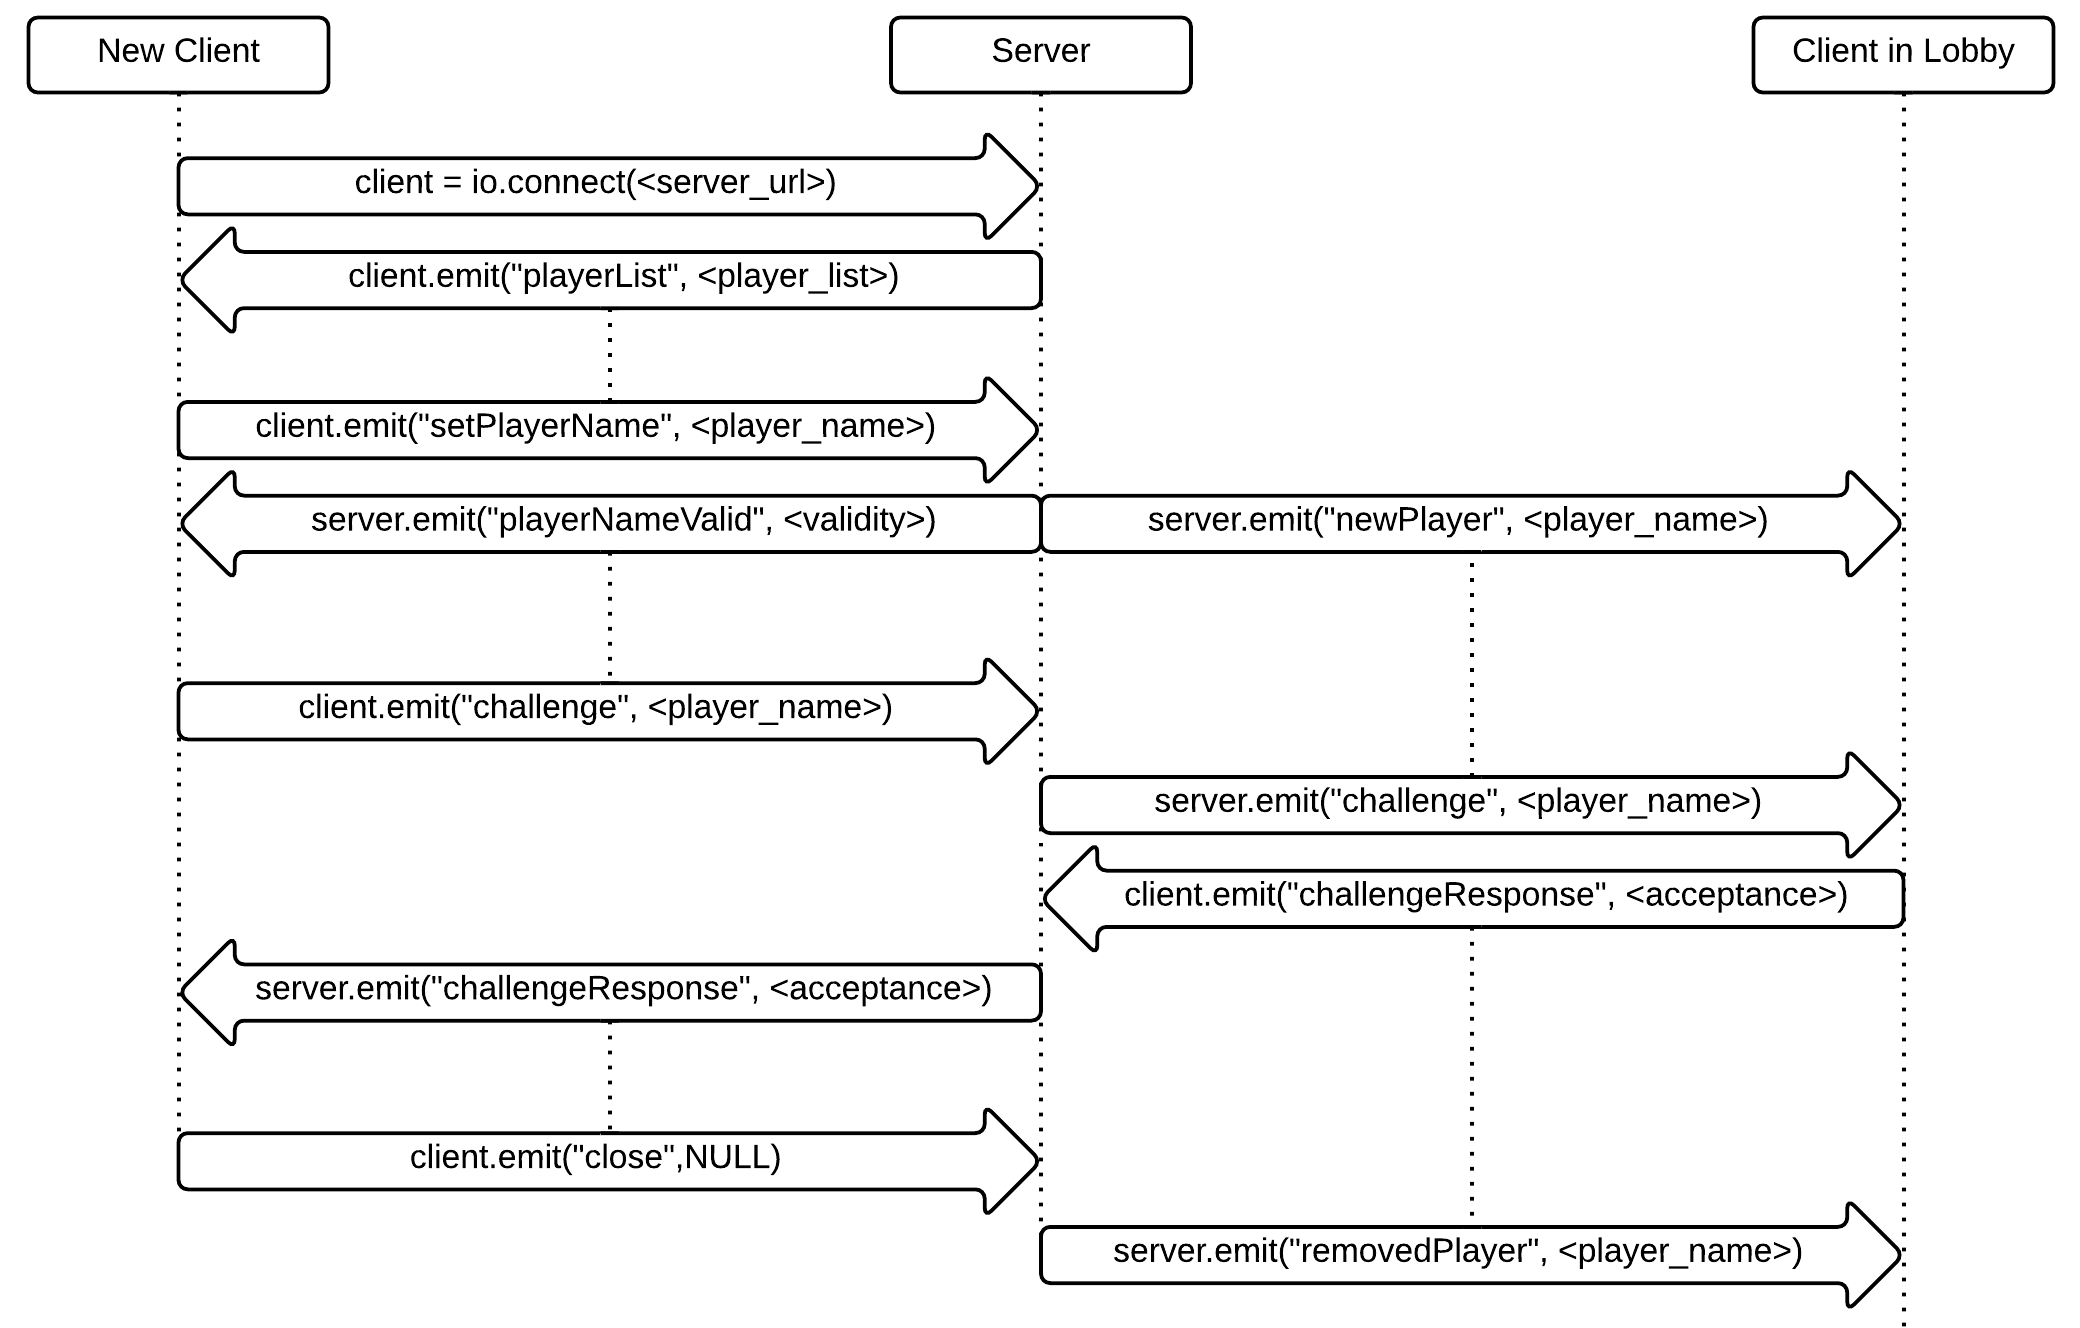 New Client
Server
Client in Lobby
client = io.connect(<server_url>)
client.emit("playerList", <player_list>)
client.emit("setPlayerName", <player_name>)
server.emit("playerNameValid", <validity>)
server.emit("newPlayer", <player_name>)
client.emit("challenge", <player_name>)
server.emit("challenge", <player_name>)
client.emit("challengeResponse", <acceptance>)
server.emit("challengeResponse", <acceptance>)
client.emit("close",NULL)
server.emit("removedPlayer", <player_name>)